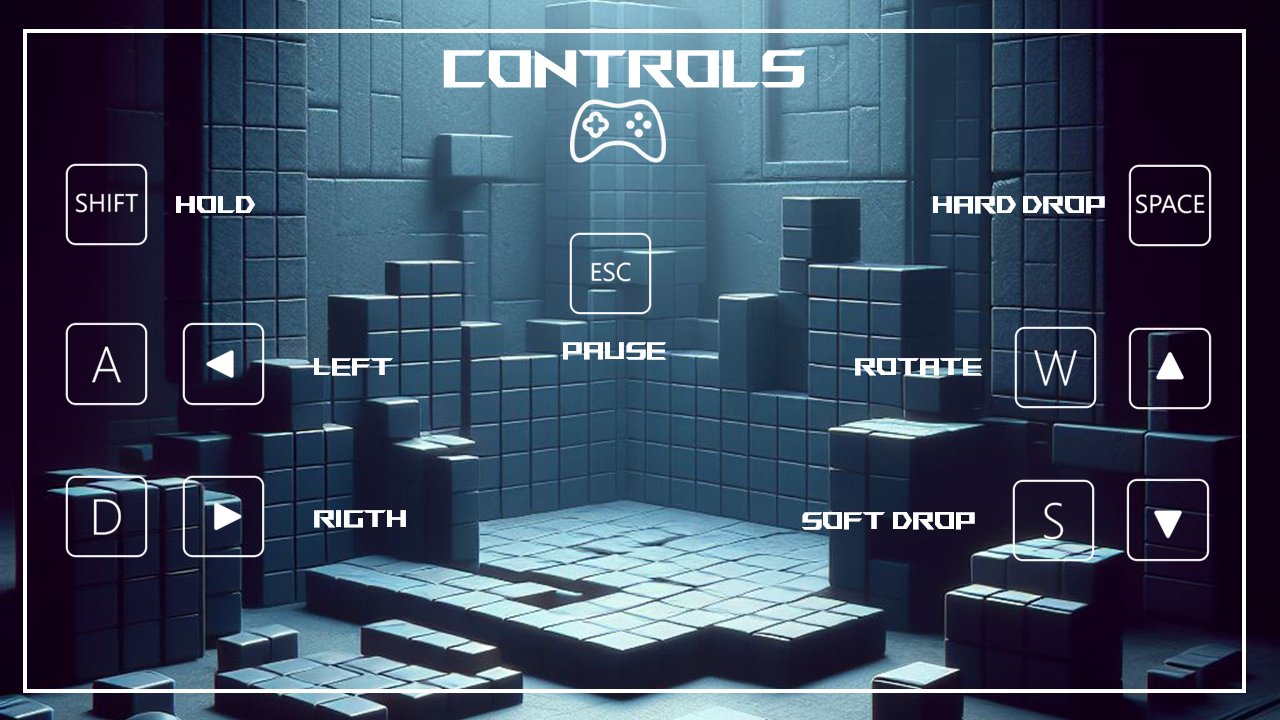 CONTROLS
SHIFT HOLD
HARD DROP SPACE
ESC
PAUSE
A LEFT
ROTATE W
D RIGTH
SOFT DROP S